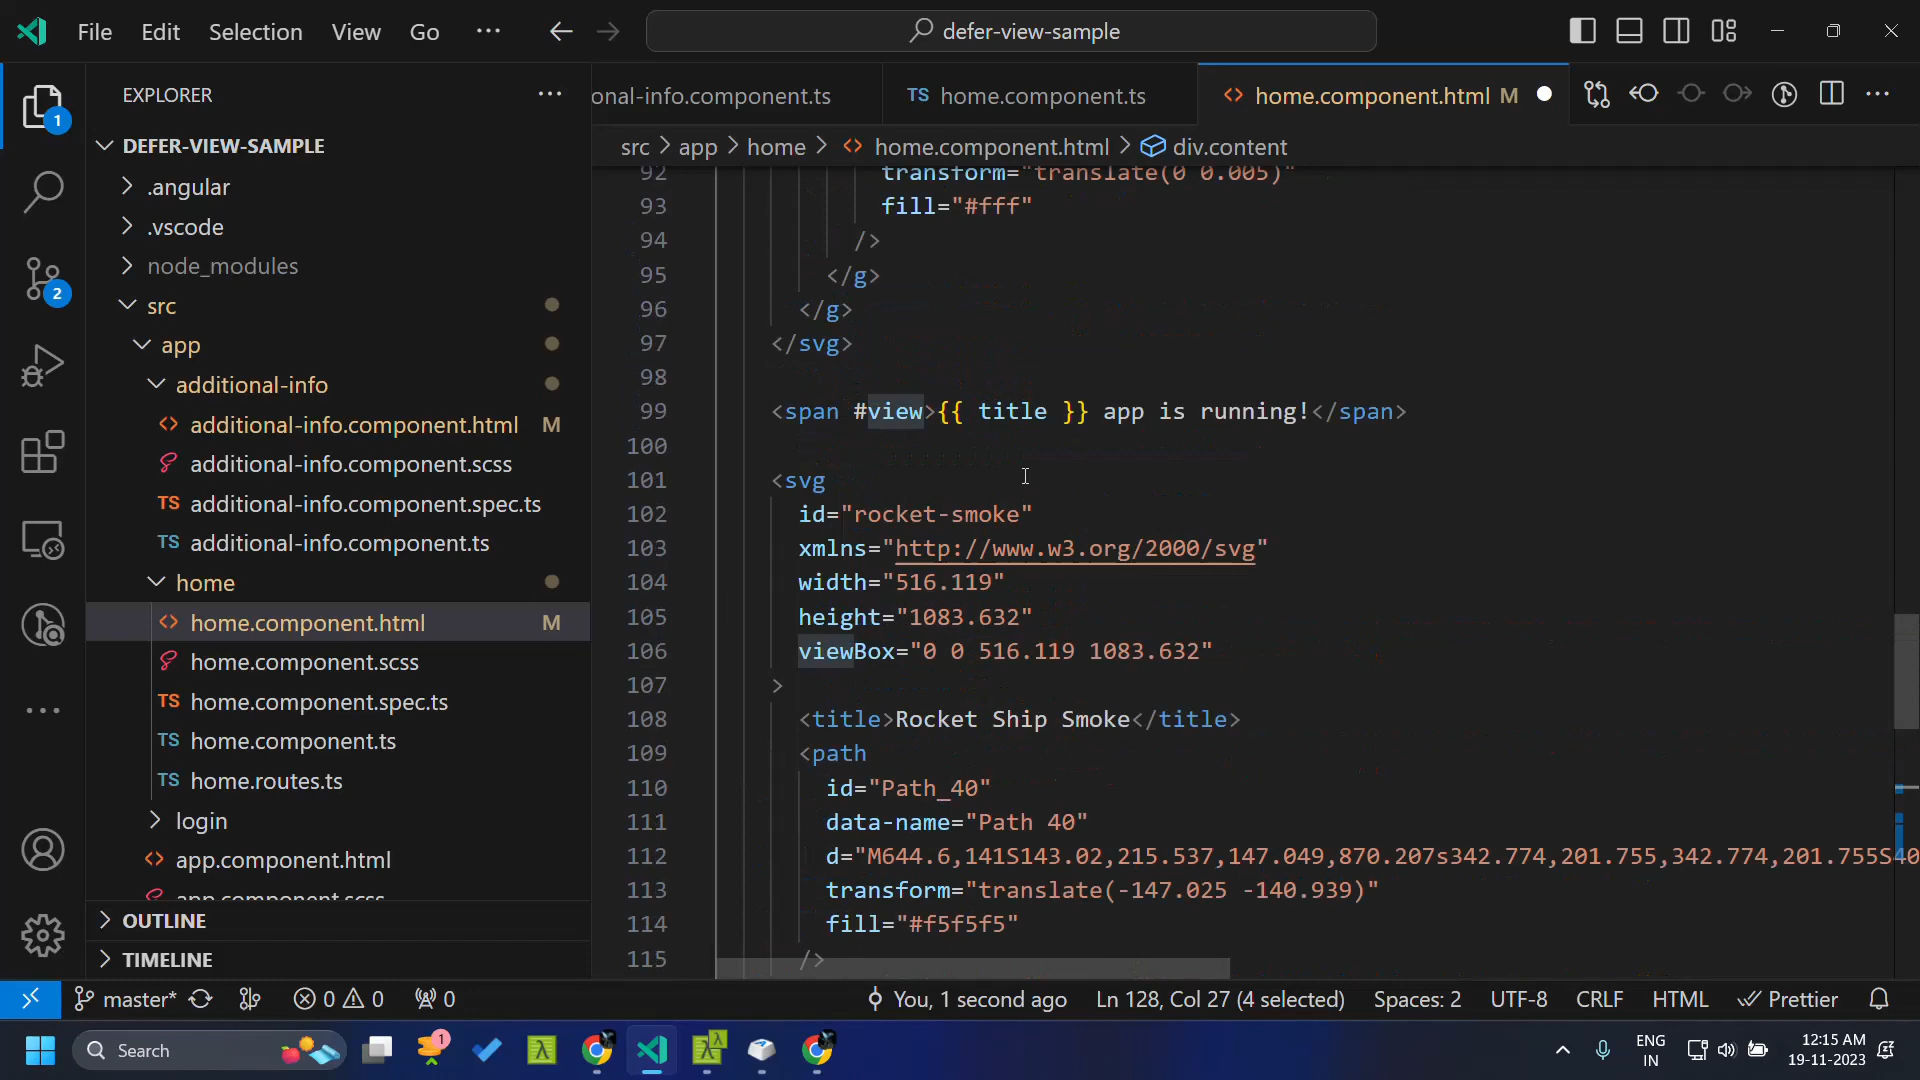 File Edit Selection View Go ··· defer-view-sample
EXPLORER
1
DEFER-VIEW-SAMPLE
.angular
.vscode
node_modules
2
src
app
additional-info
additional-info.component.html M
additional-info.component.scss
TS additional-info.component.spec.ts
TS additional-info.component.ts
home
home.component.html M
home.component.scss
TS home.component.spec.ts
TS home.component.ts
TS home.routes.ts
login
app.component.html
app.component.scss
OUTLINE
TIMELINE
onal-info.component.ts TS home.component.ts home.component.html M
src > app > home > home.component.html > div.content
92 transform="translate(0 0.005)"
93 fill="#fff"
94 />
95 </g>
96 </g>
97 </svg>
98
99 <span #view>{{ title }} app is running!</span>
100
101 <svg
102 id="rocket-smoke"
103 xmlns="http://www.w3.org/2000/svg"
104 width="516.119"
105 height="1083.632"
106 viewBox="0 0 516.119 1083.632"
107 >
108 <title>Rocket Ship Smoke</title>
109 <path
110 id="Path_40"
111 data-name="Path 40"
112 d="M644.6,141S143.02,215.537,147.049,870.207s342.774,201.755,342.774,201.755S40
113 transform="translate(-147.025 -140.939)"
114 fill="#f5f5f5"
115 />
master* 0 0 0 You, 1 second ago Ln 128, Col 27 (4 selected) Spaces: 2 UTF-8 CRLF HTML Prettier
Search 1 ENG 12:15 AM
IN 19-11-2023